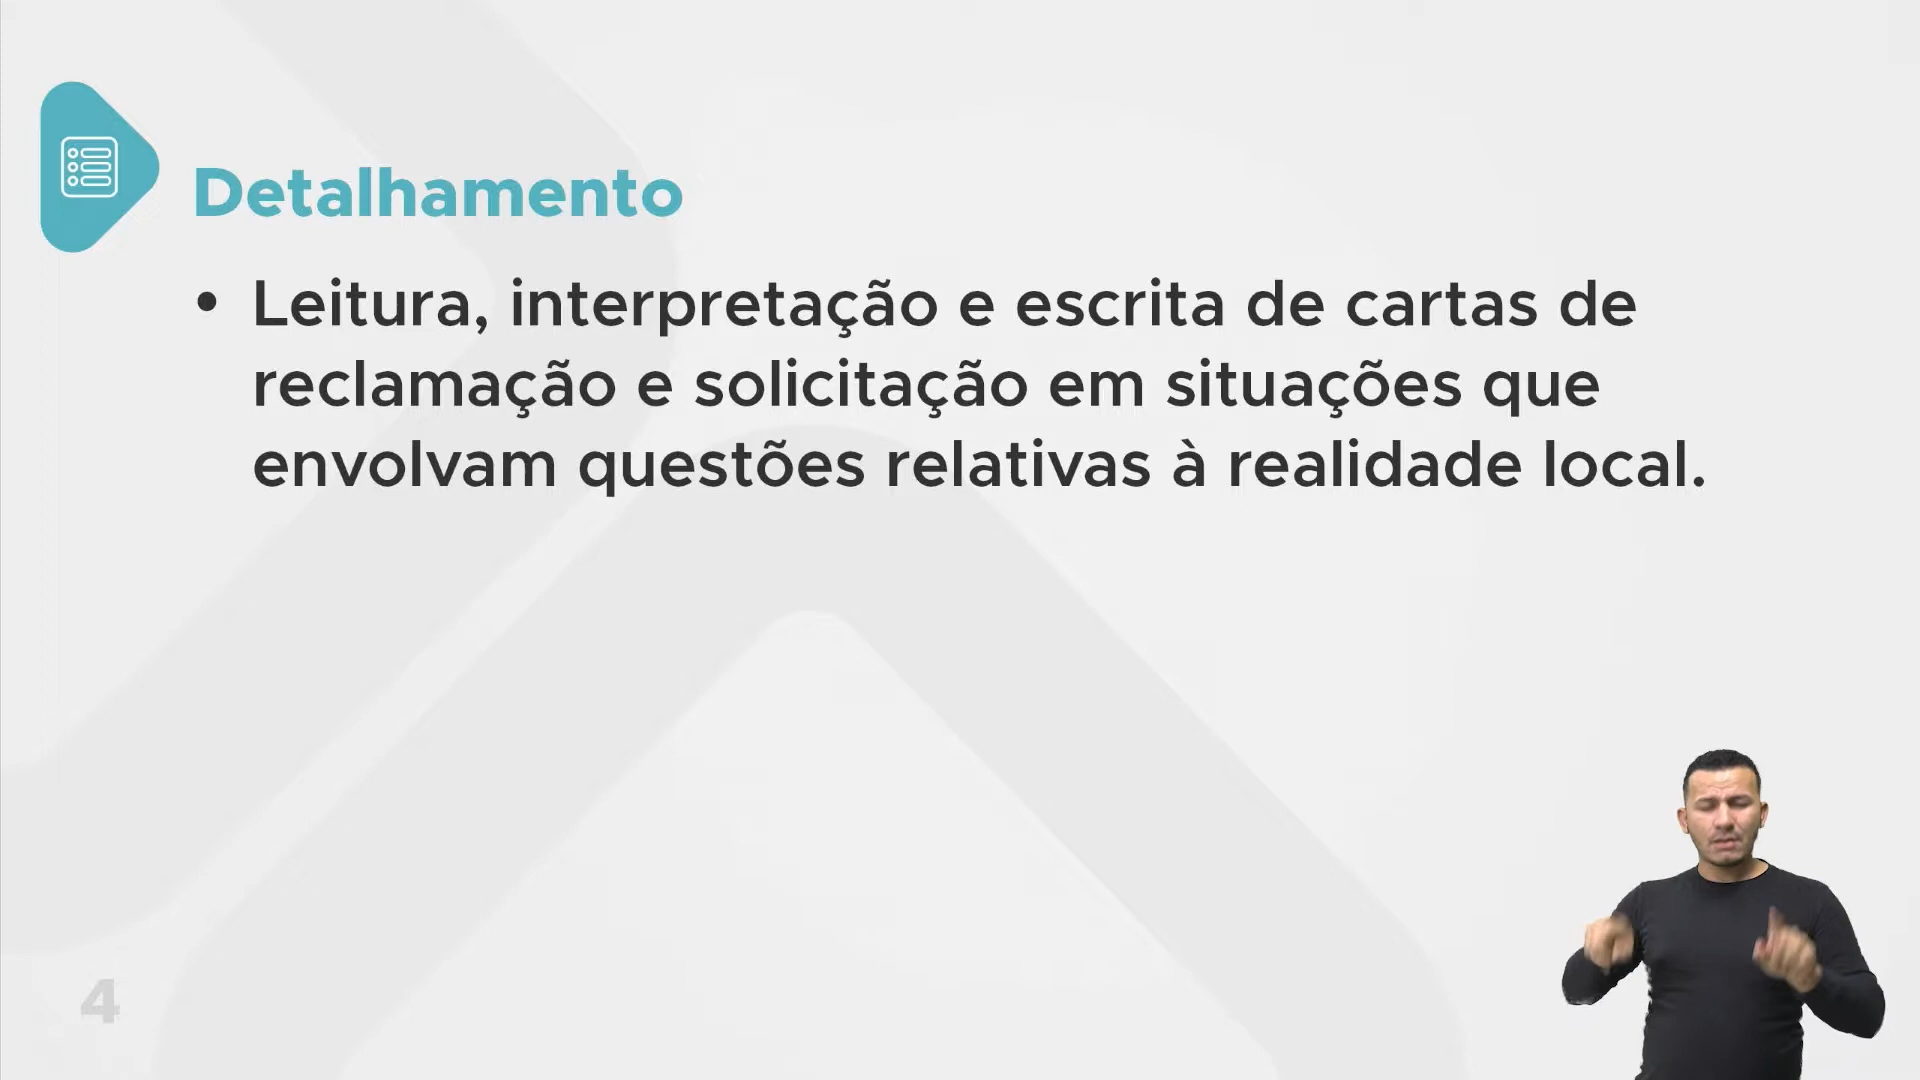 Detalhamento
• Leitura, interpretação e escrita de cartas de
reclamação e solicitação em situações que
envolvam questões relativas à realidade local.
4